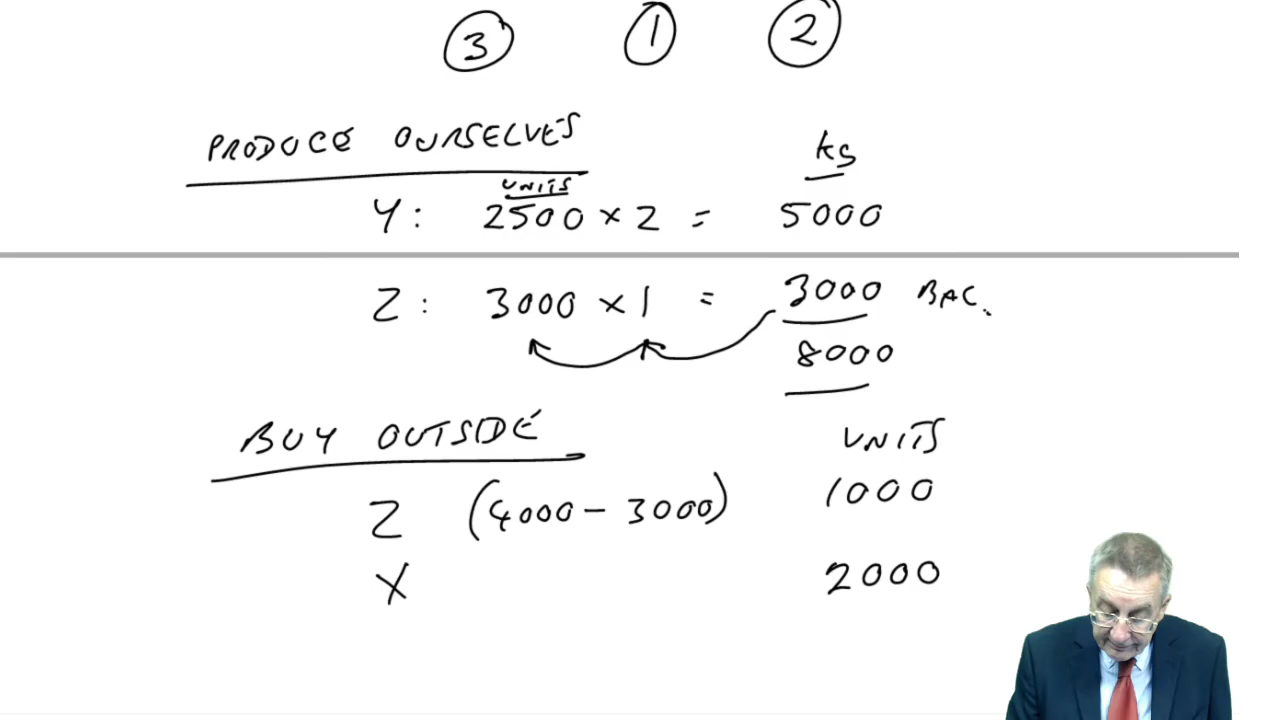 3 1 2
PRODUCE OURSELVES kg
UNITS
Y: 2500 × 2 = 5000
Z: 3000 × 1 = 3000 BAL.
8000
BUY OUTSIDE UNITS
Z (4000 - 3000) 1000
X 2000